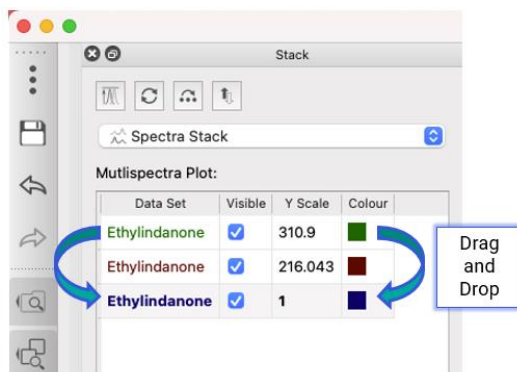 Stack
Spectra Stack
Mutlispectra Plot:
Data Set Visible Y Scale Colour
Ethylindanone 310.9
Ethylindanone 216.043
Ethylindanone 1
Drag
and
Drop